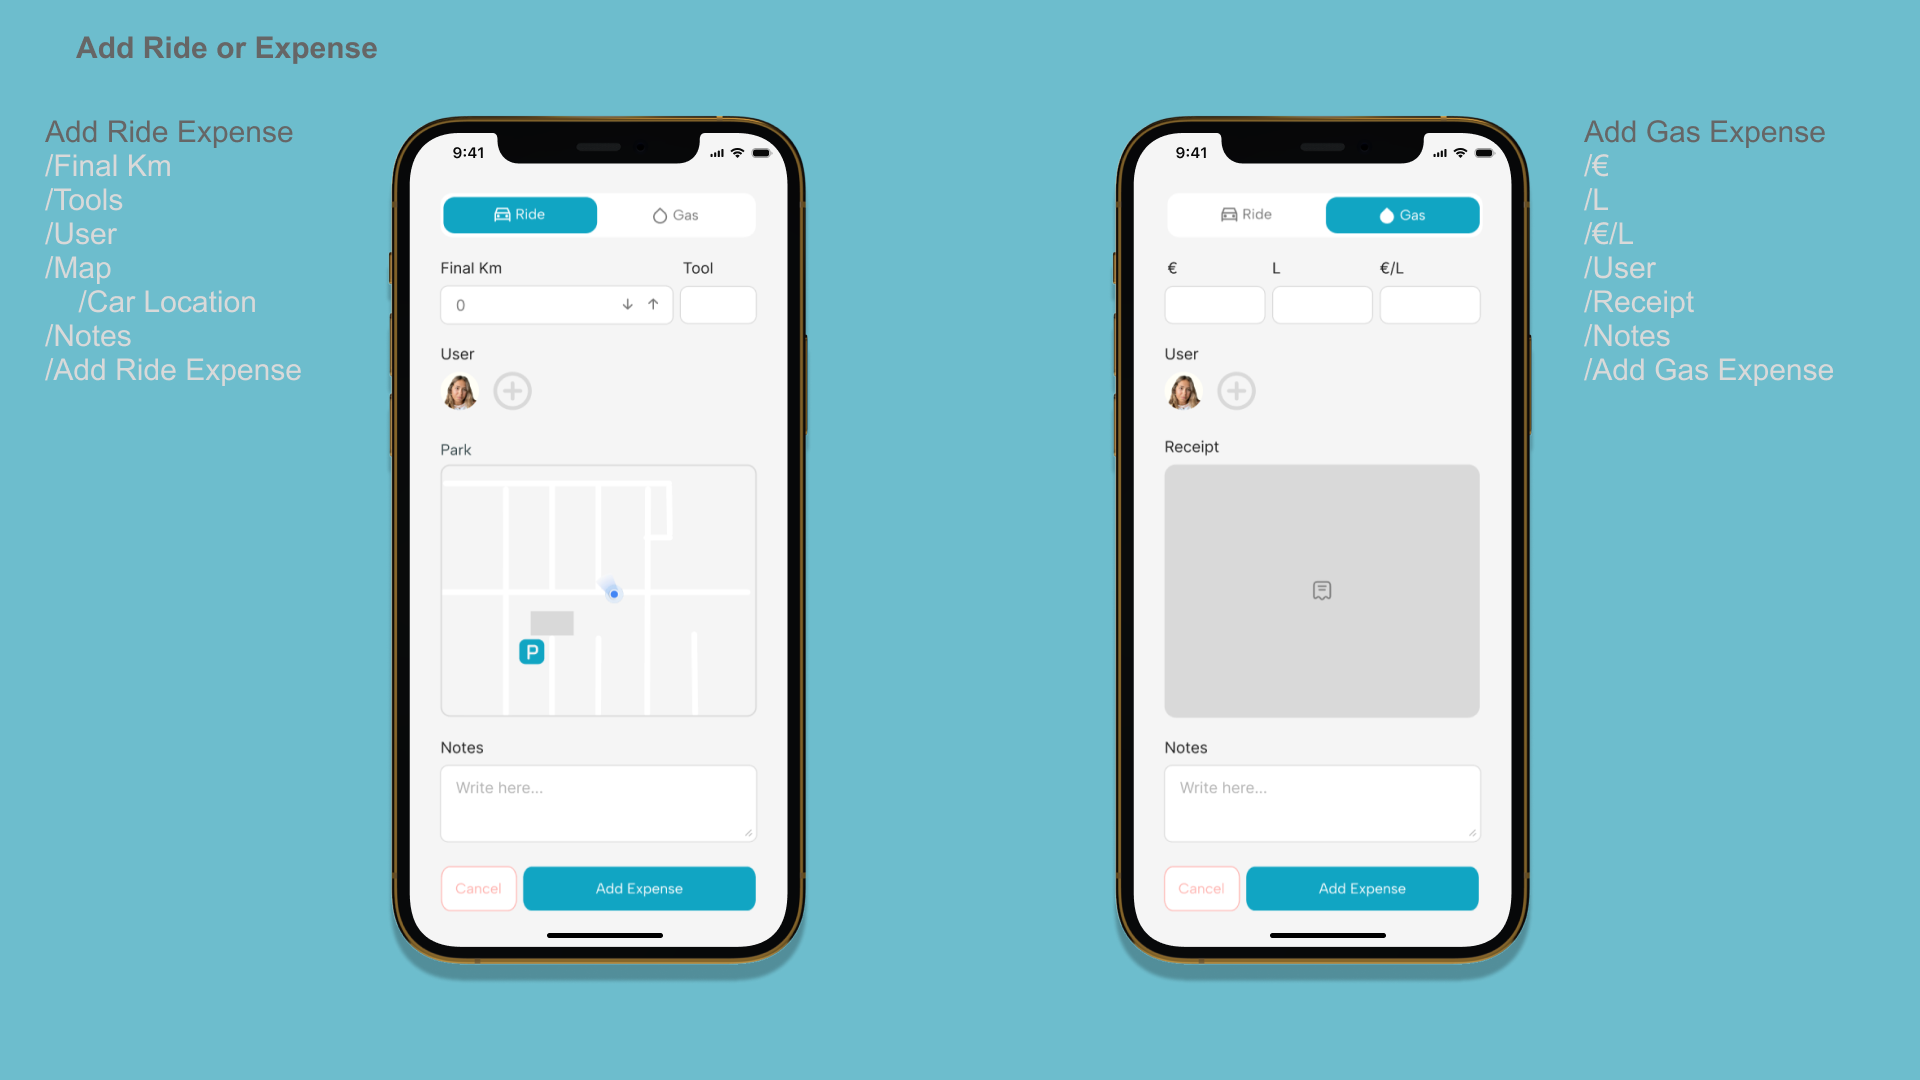 Add Ride or Expense
Add Ride Expense
/Final Km
/Tools
/User
/Map
/Car Location
/Notes
/Add Ride Expense
9:41
Ride
Gas
Final Km
Tool
0
User
Park
P
Notes
Write here...
Cancel
Add Expense
9:41
Ride
Gas
€
L
€/L
User
Receipt
Notes
Write here...
Cancel
Add Expense
Add Gas Expense
/€
/L
/€/L
/User
/Receipt
/Notes
/Add Gas Expense